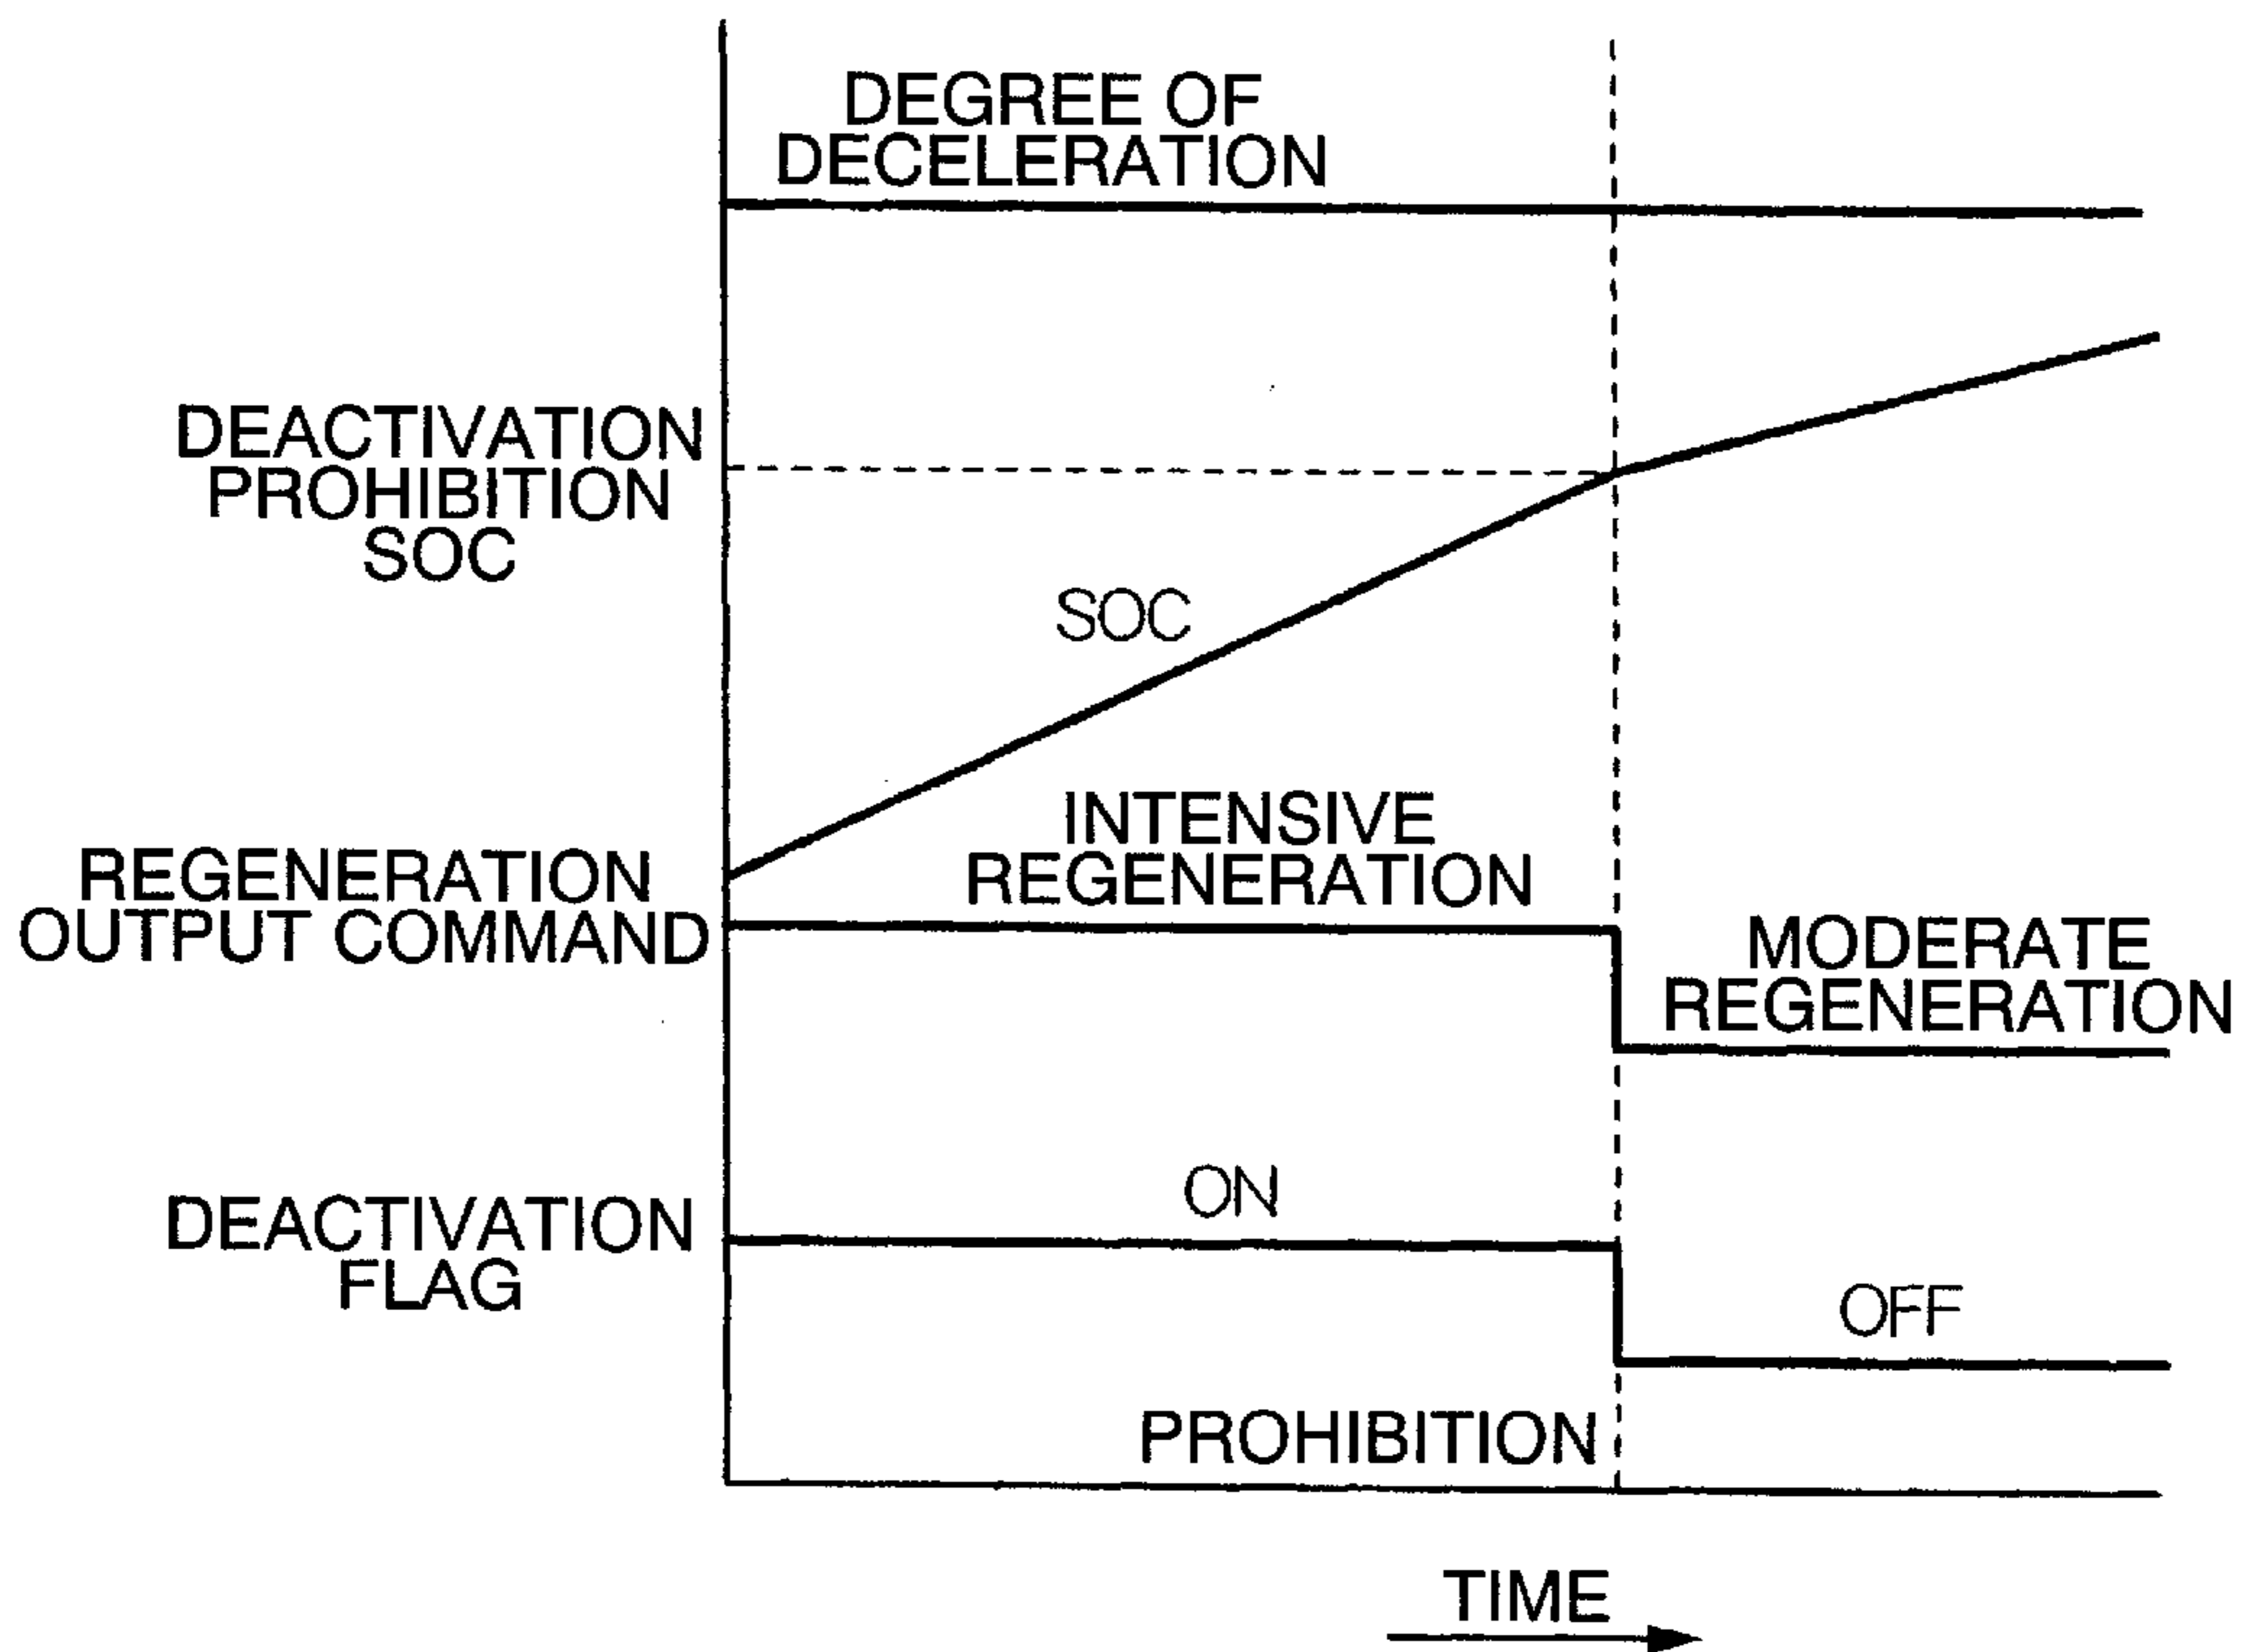 DEGREE OF
DECELERATION
DEACTIVATION
PROHIBITION
SOC
SOC
INTENSIVE
REGENERATION
REGENERATION
OUTPUT COMMAND
MODERATE
REGENERATION
ON
DEACTIVATION
FLAG
OFF
PROHIBITION
TIME